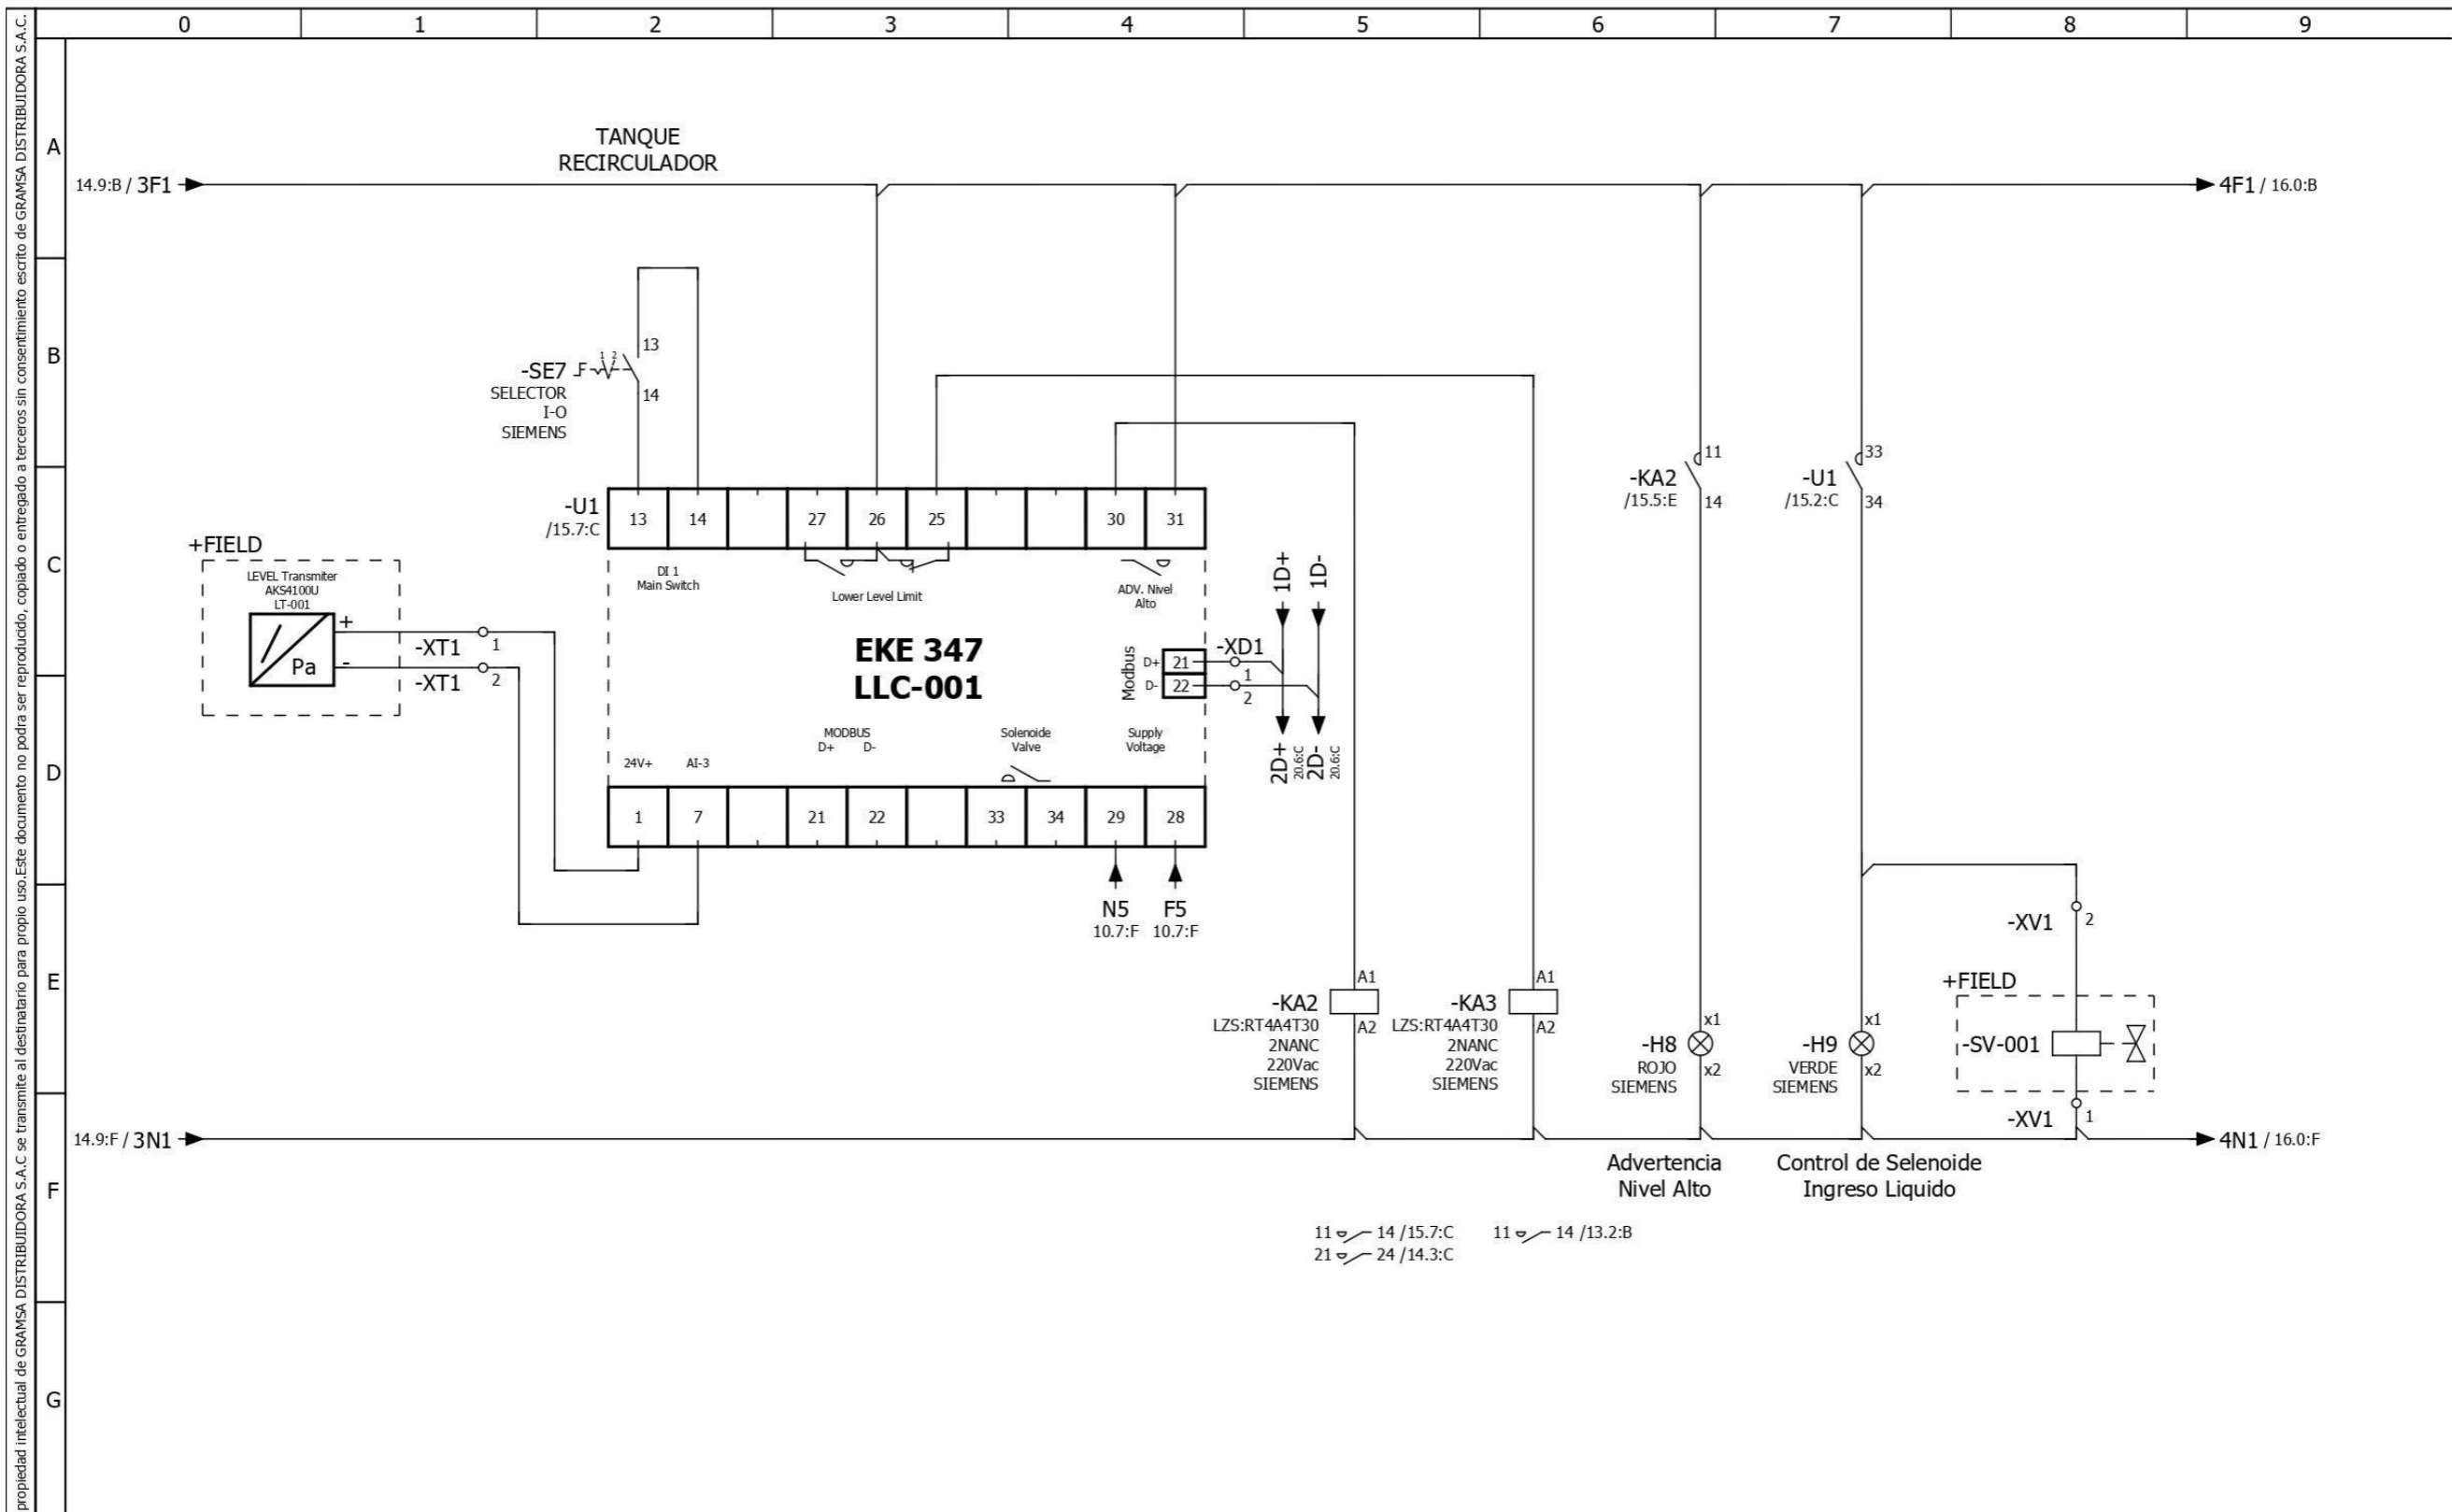 0 1 2 3 4 5 6 7 8 9
propiedad intelectual de GRAMSA DISTRIBUIDORA S.A.C se transmite al destinatario para propio uso.Este documento no podra ser reproducido, copiado o entregado a terceros sin consentimiento escrito de GRAMSA DISTRIBUIDORA S.A.C.
A
B
C
D
E
F
G
TANQUE
RECIRCULADOR
14.9:B / 3F1
4F1 / 16.0:B
-SE7
SELECTOR
I-O
SIEMENS
1 2
13
14
-U1
/15.7:C
13 14 27 26 25 30 31
DI 1
Main Switch
Lower Level Limit
ADV. Nivel
Alto
EKE 347
LLC-001
+FIELD
LEVEL Transmiter
AKS4100U
LT-001
Pa
+
-
-XT1 1
-XT1 2
Modbus
D+ 21
D- 22
-XD1
1
2
1D+
1D-
2D+
20.6:C
2D-
20.6:C
24V+
AI-3
MODBUS
D+ D-
Solenoide
Valve
Supply
Voltage
1 7 21 22 33 34 29 28
N5
10.7:F
F5
10.7:F
-KA2
/15.5:E
11
14
-U1
/15.2:C
33
34
-KA2
LZS:RT4A4T30
2NANC
220Vac
SIEMENS
A1
A2
-KA3
LZS:RT4A4T30
2NANC
220Vac
SIEMENS
A1
A2
-H8
ROJO
SIEMENS
x1
x2
-H9
VERDE
SIEMENS
x1
x2
-XV1 2
+FIELD
-SV-001
-XV1 1
14.9:F / 3N1
4N1 / 16.0:F
Advertencia
Nivel Alto
Control de Selenoide
Ingreso Liquido
11 14 /15.7:C
21 24 /14.3:C
11 14 /13.2:B